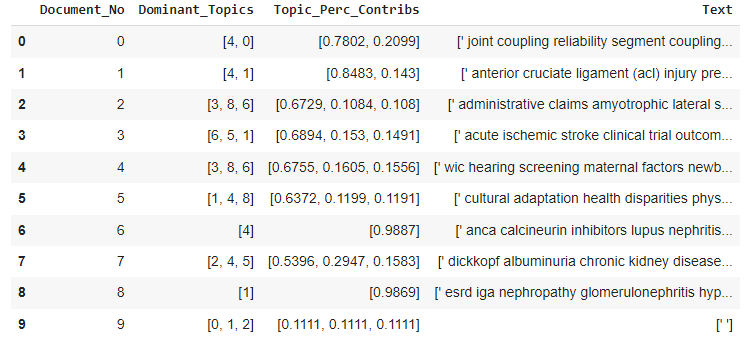 Document_No Dominant_Topics Topic_Perc_Contribs Text
0 0 [4, 0] [0.7802, 0.2099] [' joint coupling reliability segment coupling...
1 1 [4, 1] [0.8483, 0.143] [' anterior cruciate ligament (acl) injury pre...
2 2 [3, 8, 6] [0.6729, 0.1084, 0.108] [' administrative claims amyotrophic lateral s...
3 3 [6, 5, 1] [0.6894, 0.153, 0.1491] [' acute ischemic stroke clinical trial outcom...
4 4 [3, 8, 6] [0.6755, 0.1605, 0.1556] [' wic hearing screening maternal factors newb...
5 5 [1, 4, 8] [0.6372, 0.1199, 0.1191] [' cultural adaptation health disparities phys...
6 6 [4] [0.9887] [' anca calcineurin inhibitors lupus nephritis...
7 7 [2, 4, 5] [0.5396, 0.2947, 0.1583] [' dickkopf albuminuria chronic kidney disease...
8 8 [1] [0.9869] [' esrd iga nephropathy glomerulonephritis hyp...
9 9 [0, 1, 2] [0.1111, 0.1111, 0.1111] [' ']